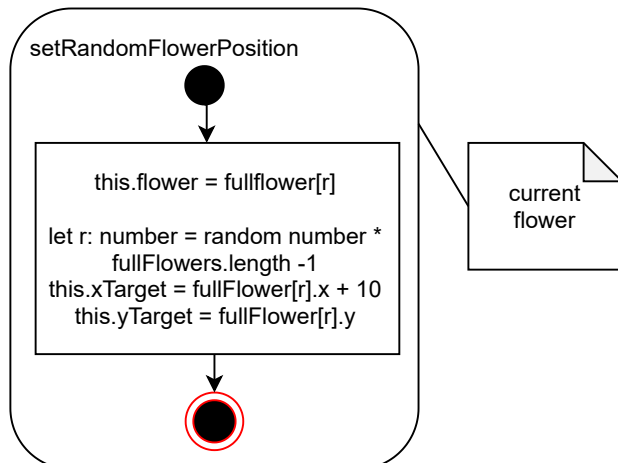 setRandomFlowerPosition
this.flower = fullflower[r]
let r: number = random number *
fullFlowers.length -1
this.xTarget = fullFlower[r].x + 10
this.yTarget = fullFlower[r].y
current
flower